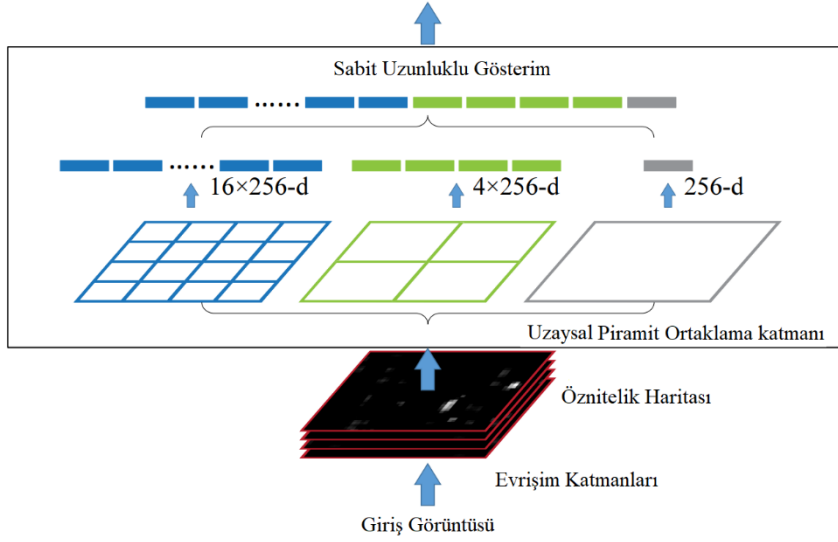 Sabit Uzunluklu Gösterim
16×256-d
4×256-d
256-d
Uzaysal Piramit Ortaklama katmanı
Öznitelik Haritası
Evrişim Katmanları
Giriş Görüntüsü